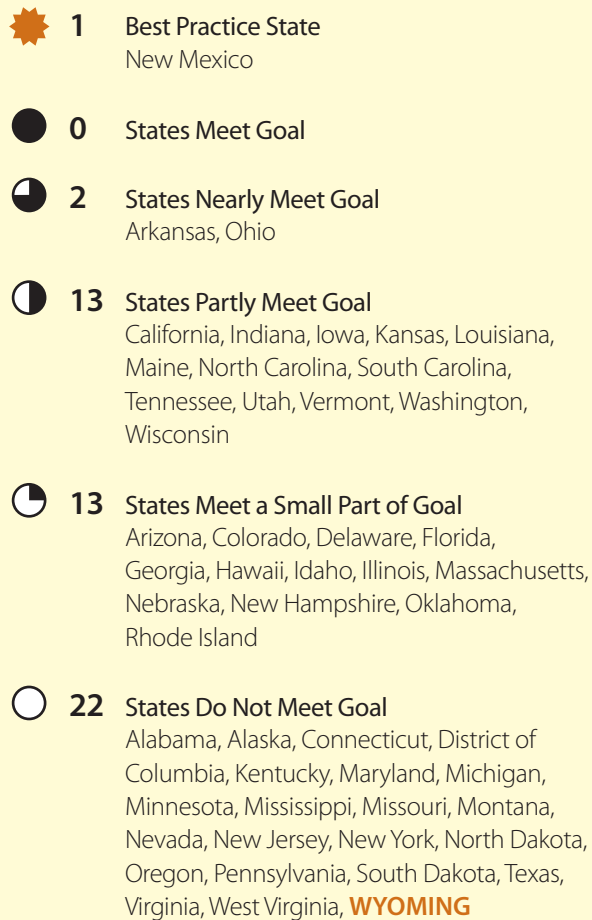 1 Best Practice State
New Mexico
0 States Meet Goal
2 States Nearly Meet Goal
Arkansas, Ohio
13 States Partly Meet Goal
California, Indiana, Iowa, Kansas, Louisiana,
Maine, North Carolina, South Carolina,
Tennessee, Utah, Vermont, Washington,
Wisconsin
13 States Meet a Small Part of Goal
Arizona, Colorado, Delaware, Florida,
Georgia, Hawaii, Idaho, Illinois, Massachusetts,
Nebraska, New Hampshire, Oklahoma,
Rhode Island
22 States Do Not Meet Goal
Alabama, Alaska, Connecticut, District of
Columbia, Kentucky, Maryland, Michigan,
Minnesota, Mississippi, Missouri, Montana,
Nevada, New Jersey, New York, North Dakota,
Oregon, Pennsylvania, South Dakota, Texas,
Virginia, West Virginia, WYOMING